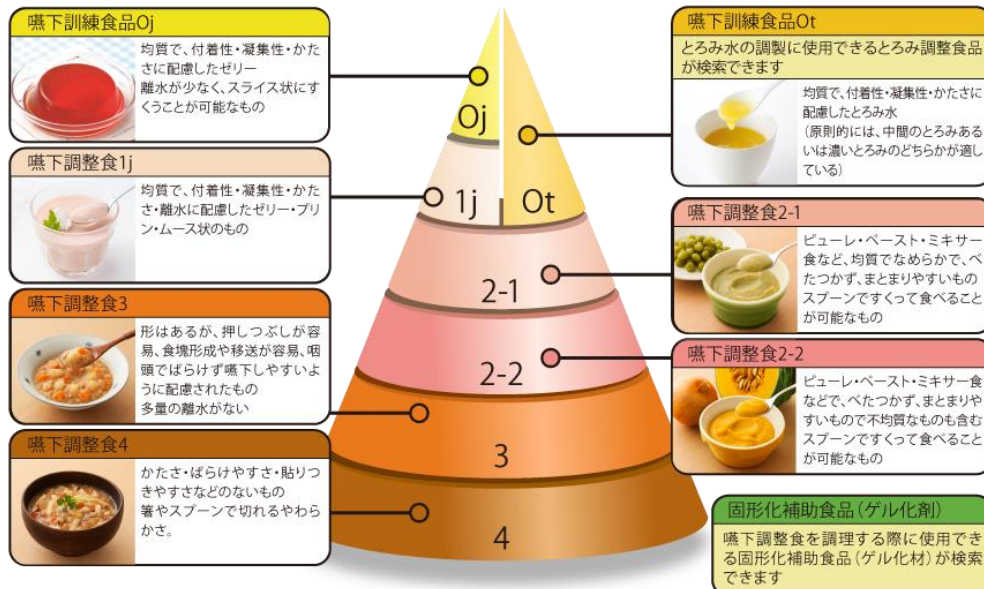 嚥下訓練食品0j
均質で、付着性・凝集性・かた
さに配慮したゼリー
離水が少なく、スライス状にす
くうことが可能なもの
嚥下調整食1j
均質で、付着性・凝集性・かた
さ・離水に配慮したゼリー・プリ
ン・ムース状のもの
嚥下調整食3
形はあるが、押しつぶしが容
易、食塊形成や移送が容易、咽
頭でばらけず嚥下しやすいよ
うに配慮されたもの
多量の離水がない
嚥下調整食4
かたさ・ばらけやすさ・貼りつ
きやすさなどのないもの
箸やスプーンで切れるやわら
かさ。
0j
1j
0t
2-1
2-2
3
4
嚥下訓練食品0t
とろみ水の調製に使用できるとろみ調整食品
が検索できます
均質で、付着性・凝集性・かたさに
配慮したとろみ水
(原則的には、中間のとろみある
いは濃いとろみのどちらかが適し
ている)
嚥下調整食2-1
ピューレ・ペースト・ミキサー
食など、均質でなめらかで、べ
たつかず、まとまりやすいもの
スプーンですくって食べること
が可能なもの
嚥下調整食2-2
ピューレ・ペースト・ミキサー食
などで、べたつかず、まとまりや
すいもので不均質なものも含む
スプーンですくって食べること
が可能なもの
固形化補助食品(ゲル化剤)
嚥下調整食を調理する際に使用でき
る固形化補助食品(ゲル化材)が検索
できます